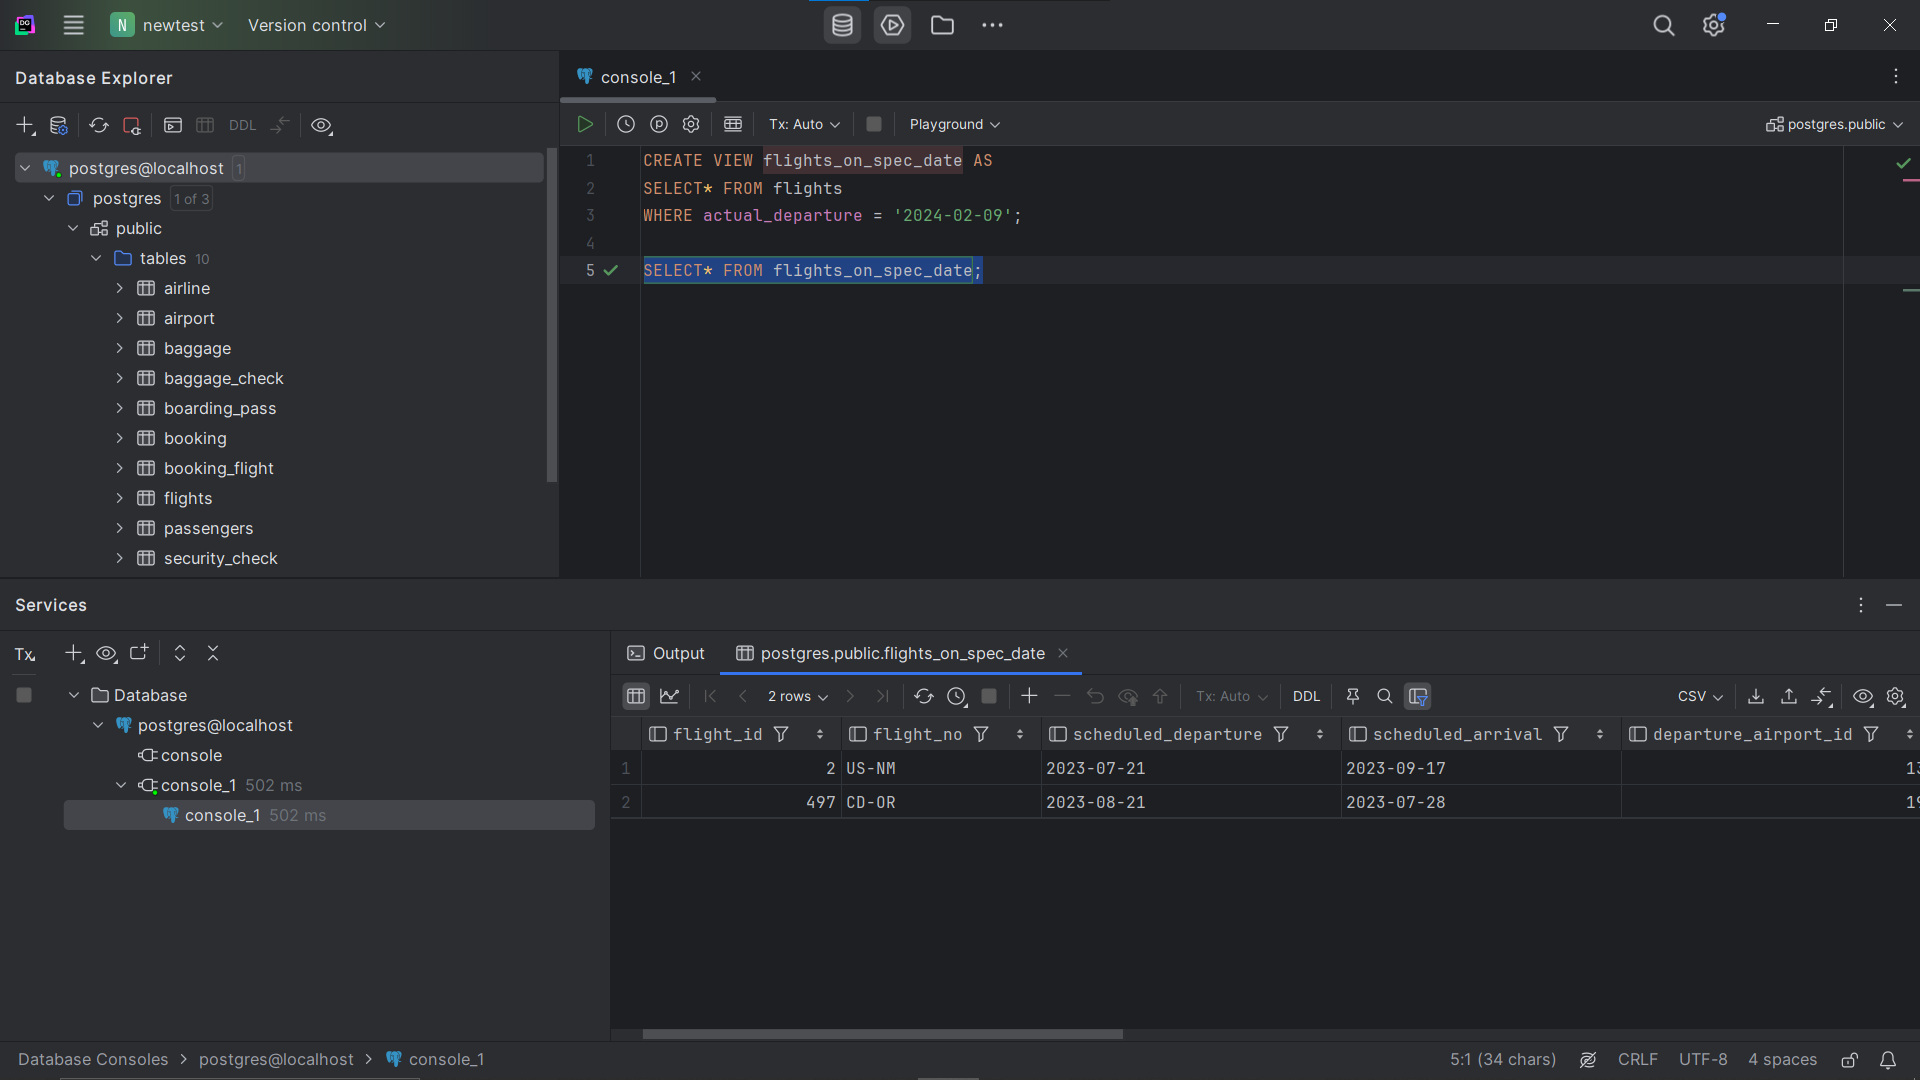 N newtest Version control
Database Explorer
console_1
DDL
Tx: Auto
Playground
postgres.public
postgres@localhost 1
postgres 1 of 3
public
tables 10
airline
airport
baggage
baggage_check
boarding_pass
booking
booking_flight
flights
passengers
security_check
1 CREATE VIEW flights_on_spec_date AS
2 SELECT* FROM flights
3 WHERE actual_departure = '2024-02-09';
4
5 SELECT* FROM flights_on_spec_date;
Services
Tx
Database
postgres@localhost
console
console_1 502 ms
console_1 502 ms
Output
postgres.public.flights_on_spec_date
2 rows
Tx: Auto
DDL
CSV
flight_id flight_no scheduled_departure scheduled_arrival departure_airport_id
1 2 US-NM 2023-07-21 2023-09-17
2 497 CD-OR 2023-08-21 2023-07-28
Database Consoles > postgres@localhost > console_1
5:1 (34 chars) CRLF UTF-8 4 spaces